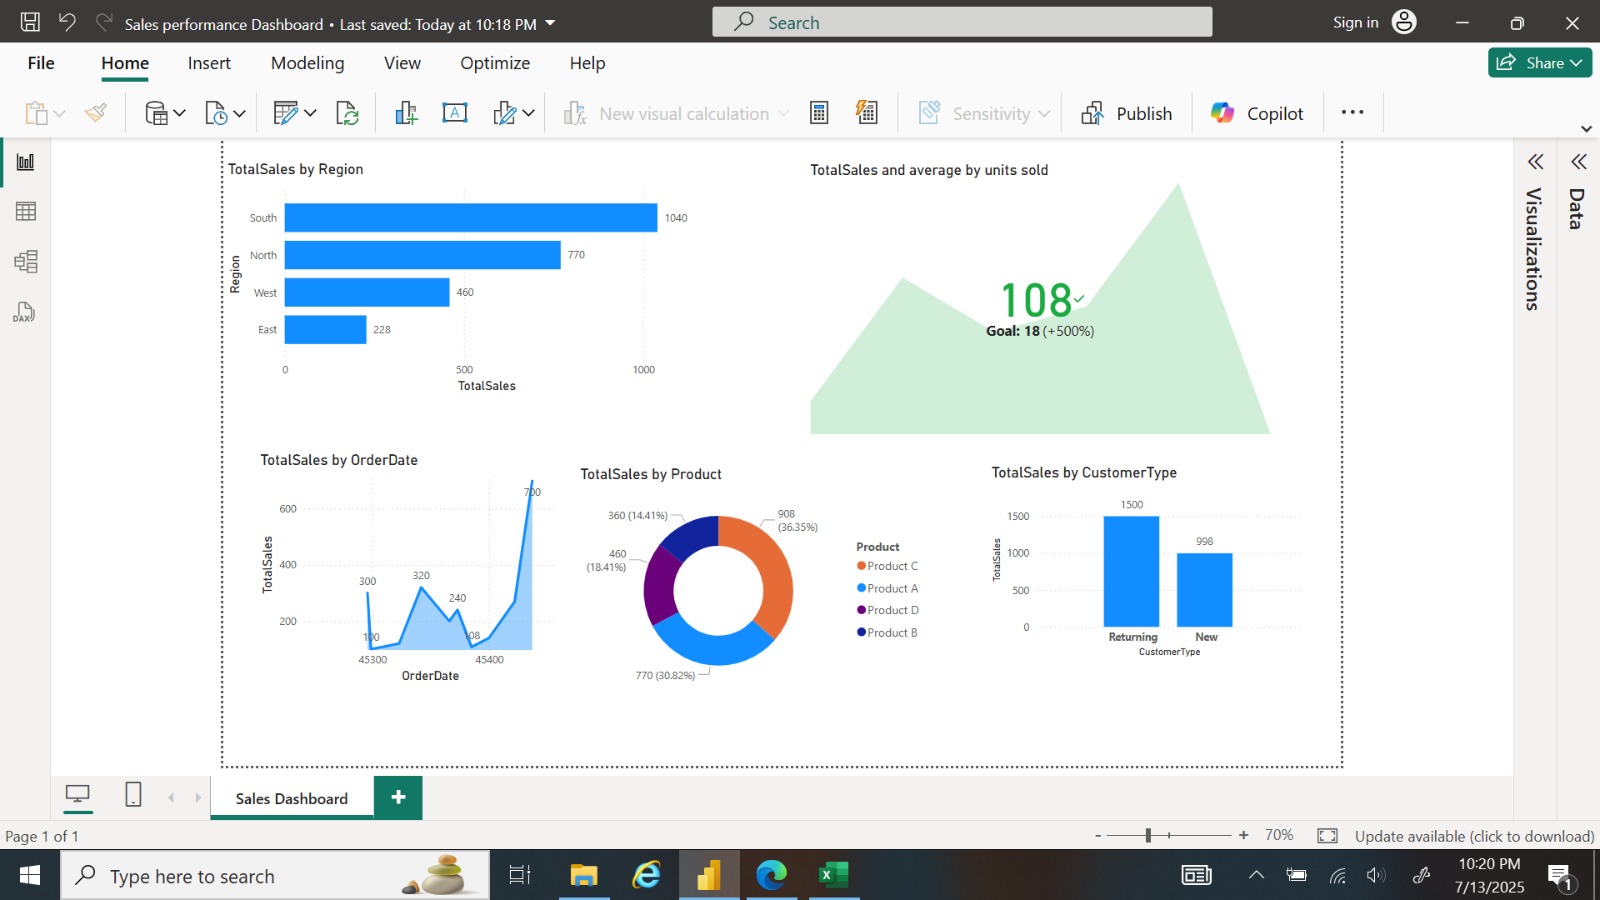 Sales performance Dashboard • Last saved: Today at 10:18 PM
Search
Sign in
File
Home
Insert
Modeling
View
Optimize
Help
Share
New visual calculation
Sensitivity
Publish
Copilot
DAX
TotalSales by Region
Region
South
1040
North
770
West
460
East
228
0
500
1000
TotalSales
TotalSales and average by units sold
108
Goal: 18 (+500%)
Visualizations
Data
TotalSales by OrderDate
TotalSales
600
400
200
300
100
320
240
108
700
45300
45400
OrderDate
TotalSales by Product
360 (14.41%)
908
(36.35%)
460
(18.41%)
770 (30.82%)
Product
Product C
Product A
Product D
Product B
TotalSales by CustomerType
TotalSales
1500
1000
500
0
1500
998
Returning
New
CustomerType
Sales Dashboard
+
Page 1 of 1
- + 70%
Update available (click to download)
Type here to search
10:20 PM
7/13/2025
1